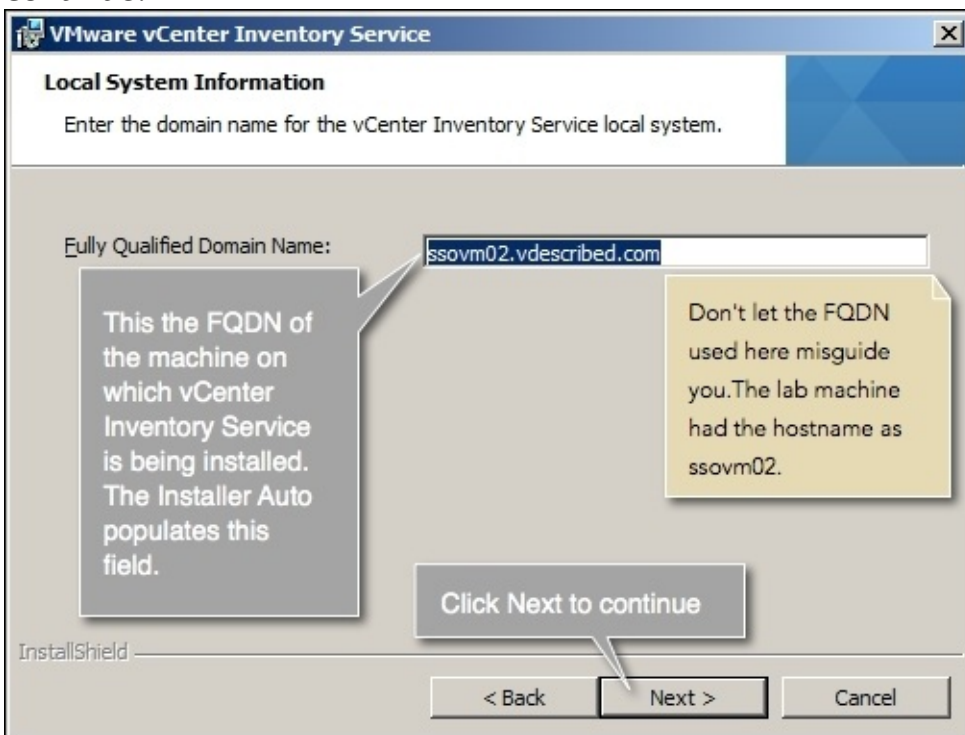 VMware vCenter Inventory Service
Local System Information
Enter the domain name for the vCenter Inventory Service local system.
Fully Qualified Domain Name:
ssovm02.vdescribed.com
This the FQDN of
the machine on
which vCenter
Inventory Service
is being installed.
The Installer Auto
populates this
field.
Don't let the FQDN
used here misguide
you.The lab machine
had the hostname as
ssovm02.
Click Next to continue
InstallShield
< Back
Next >
Cancel